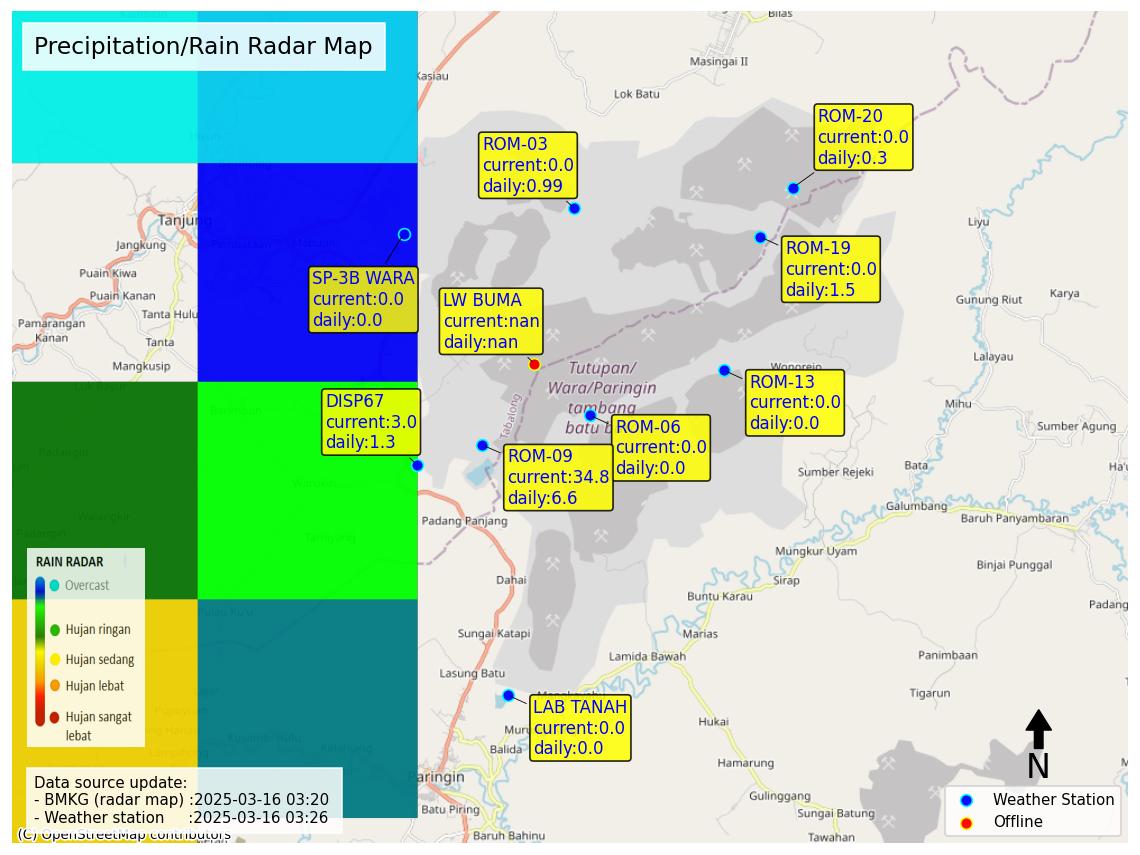 Precipitation/Rain Radar Map
Bilas
Kasiau
Masingai II
Lok Batu
ROM-20
current:0.0
daily:0.3
ROM-03
current:0.0
daily:0.99
Tanjung
Jangkung
Liyu
ROM-19
current:0.0
daily:1.5
Puain Kiwa
Puain Kanan
SP-3B WARA
current:0.0
daily:0.0
LW BUMA
current:nan
daily:nan
Tanta Hulu
Gunung Riut
Karya
Pamarangan
Kanan
Tanta
Mangkusip
Lalayau
Tutupan/
Wara/Paringin
tambang
batu b
Wonorejo
ROM-13
current:0.0
daily:0.0
Tabalong
DISP67
current:3.0
daily:1.3
Mihu
ROM-06
current:0.0
daily:0.0
Sumber Agung
ROM-09
current:34.8
daily:6.6
Sumber Rejeki
Bata
Ha'u
Galumbang
Padang Panjang
Baruh Panyambaran
Mungkur Uyam
Binjai Punggal
Dahai
Sirap
Buntu Karau
Padang
RAIN RADAR
Overcast
Hujan ringan
Hujan sedang
Hujan lebat
Hujan sangat
lebat
Sungai Katapi
Marias
Lamida Bawah
Panimbaan
Lasung Batu
Tigarun
LAB TANAH
current:0.0
daily:0.0
Muru
Balida
Hukai
Hamarung
N
Paringin
Gulinggang
Batu Piring
Sungai Batung
Baruh Bahinu
Tawahan
Data source update:
- BMKG (radar map) :2025-03-16 03:20
- Weather station :2025-03-16 03:26
(C) OpenStreetMap contributors
Weather Station
Offline